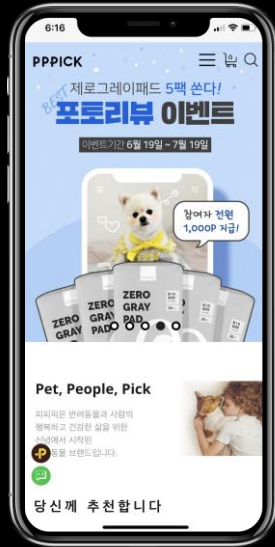 6:16
PPPICK
0
BEST
제로그레이패드 5팩 쏜다!
포토리뷰 이벤트
이벤트기간 6월 19일 ~ 7월 19일
참여자 전원
1,000P 지급!
ZERO
GRAY
PAD
ZERO
GRAY
PAD
ZERO
GRAY
PAD
Pet, People, Pick
피피픽은 반려동물과 사람의
행복하고 건강한 삶을 위한
신념에서 시작된
동물 브랜드입니다.
P
당신께 추천합니다